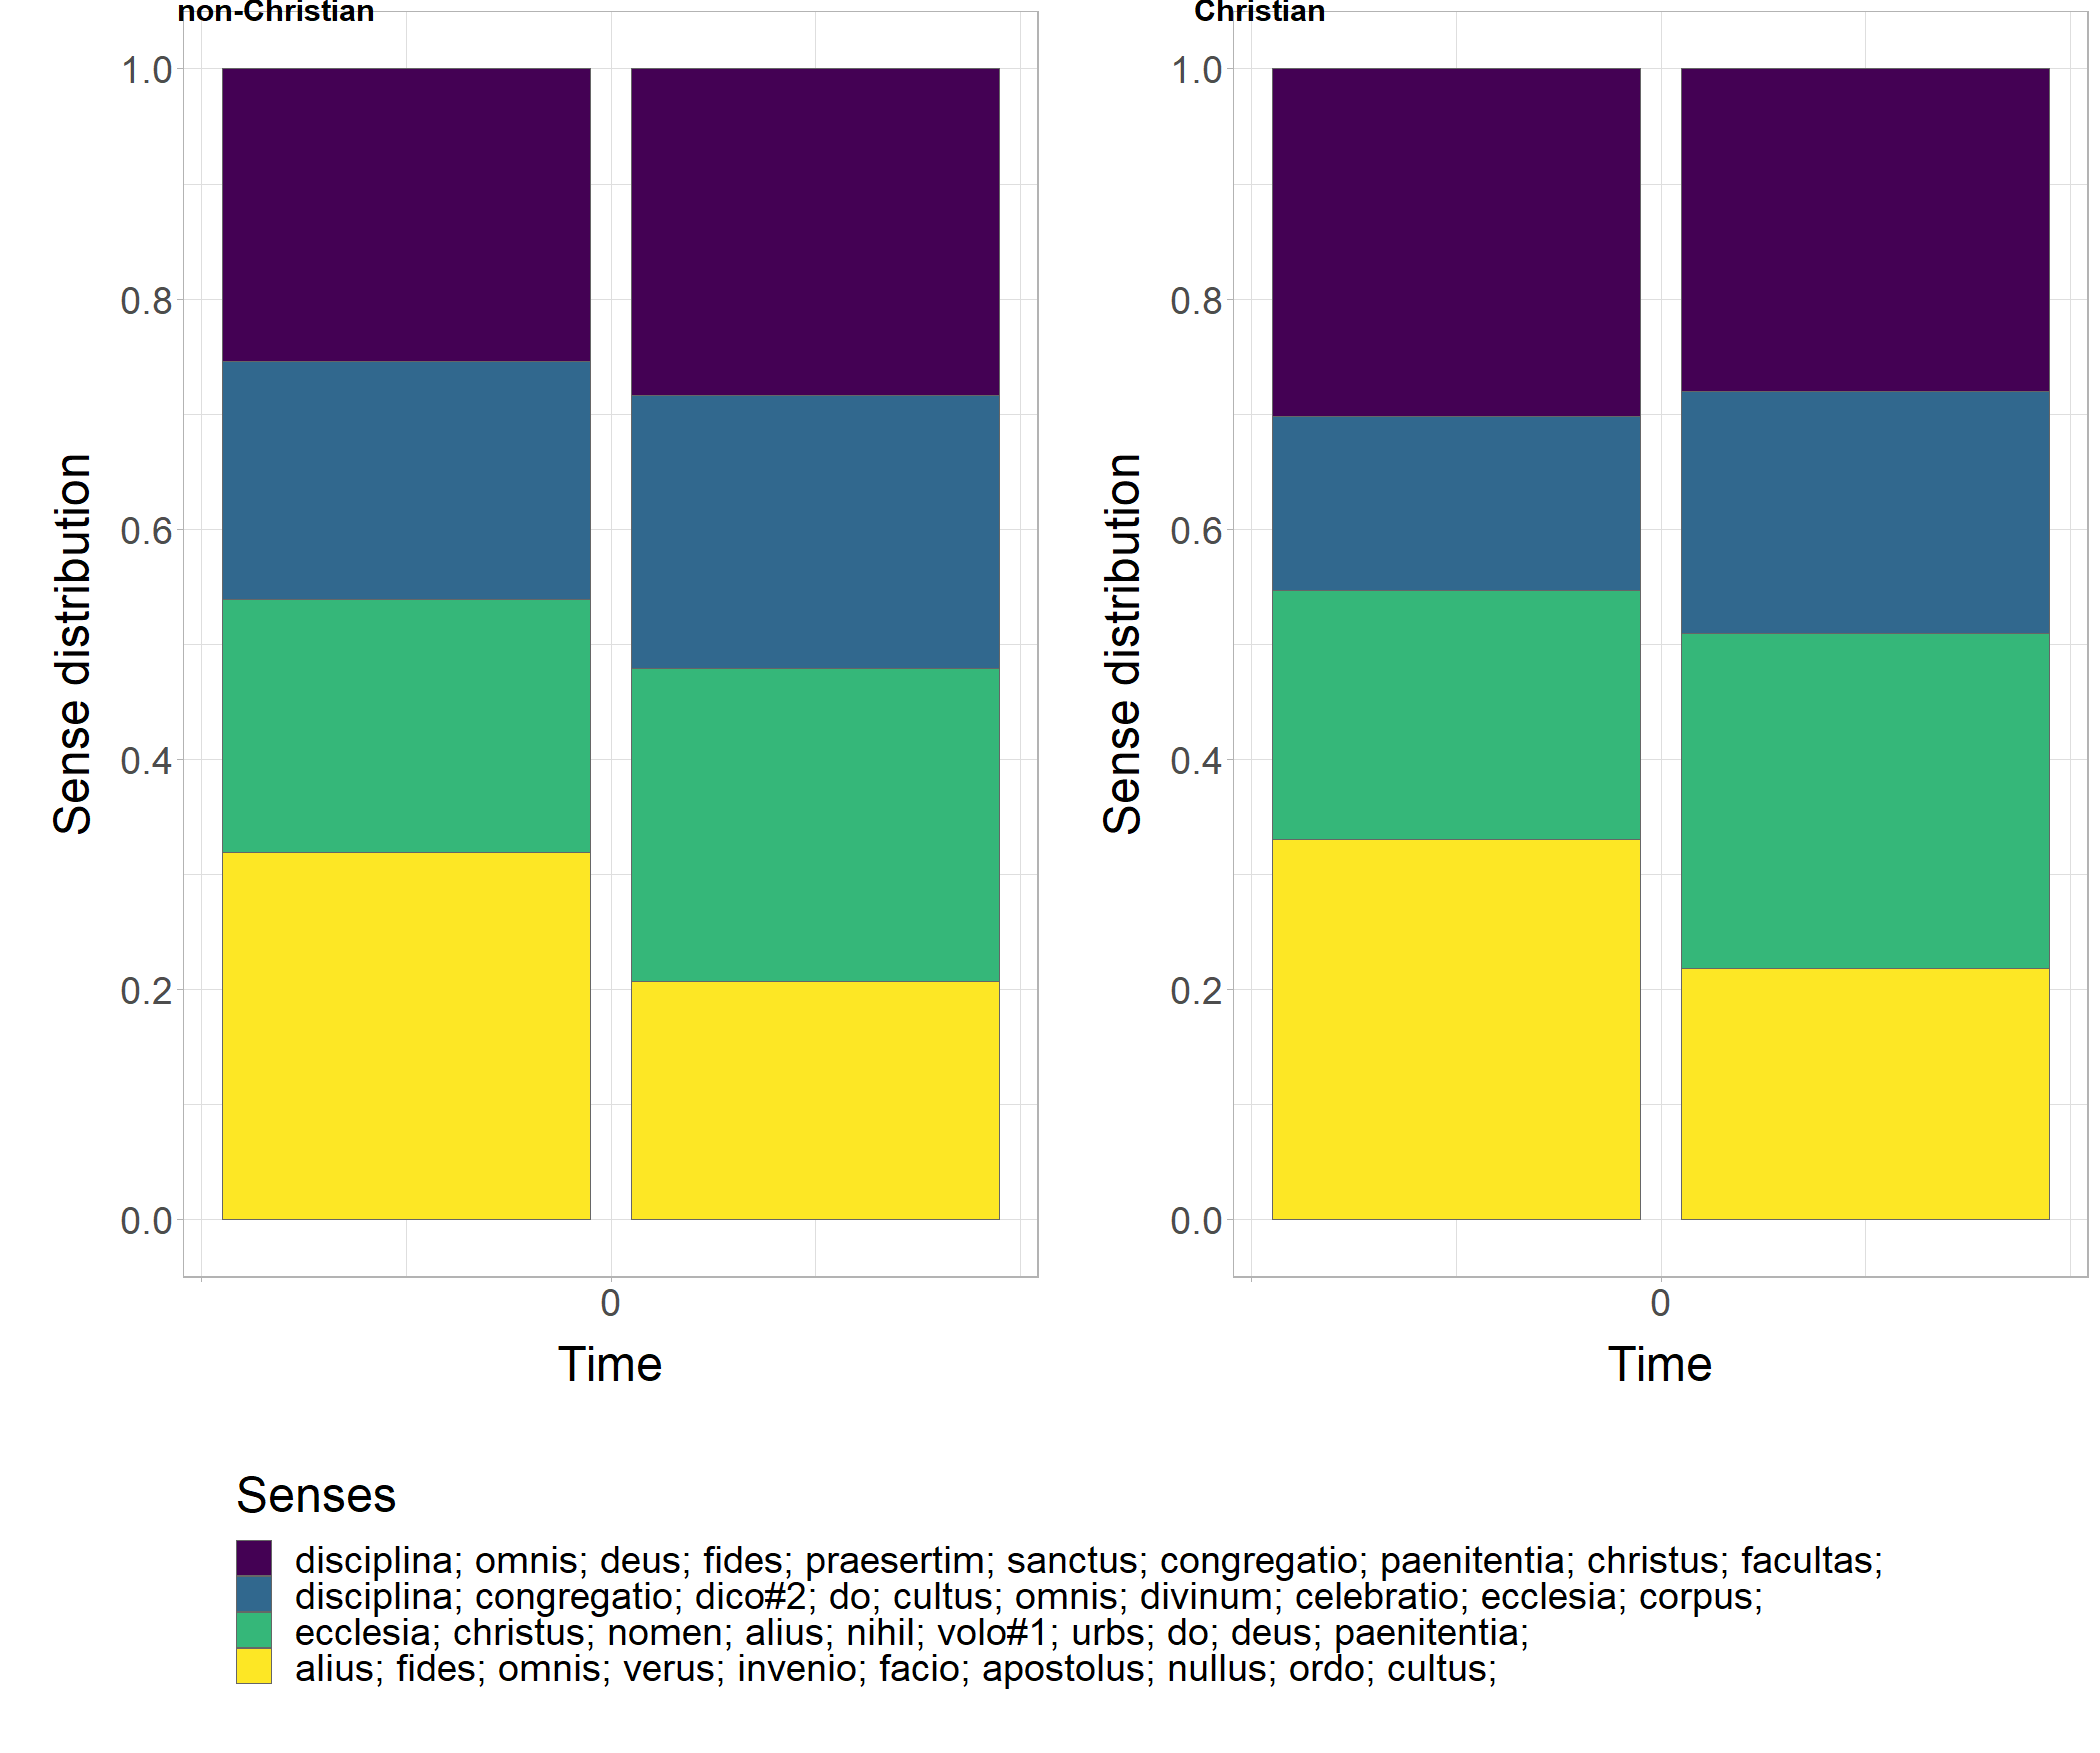 non-Christian
1.0
0.8
0.6
0.4
0.2
0.0
Sense distribution
0
Time
Christian
1.0
0.8
0.6
0.4
0.2
0.0
Sense distribution
0
Time
Senses
disciplina; omnis; deus; fides; praesertim; sanctus; congregatio; paenitentia; christus; facultas;
disciplina; congregatio; dico#2; do; cultus; omnis; divinum; celebratio; ecclesia; corpus;
ecclesia; christus; nomen; alius; nihil; volo#1; urbs; do; deus; paenitentia;
alius; fides; omnis; verus; invenio; facio; apostolus; nullus; ordo; cultus;